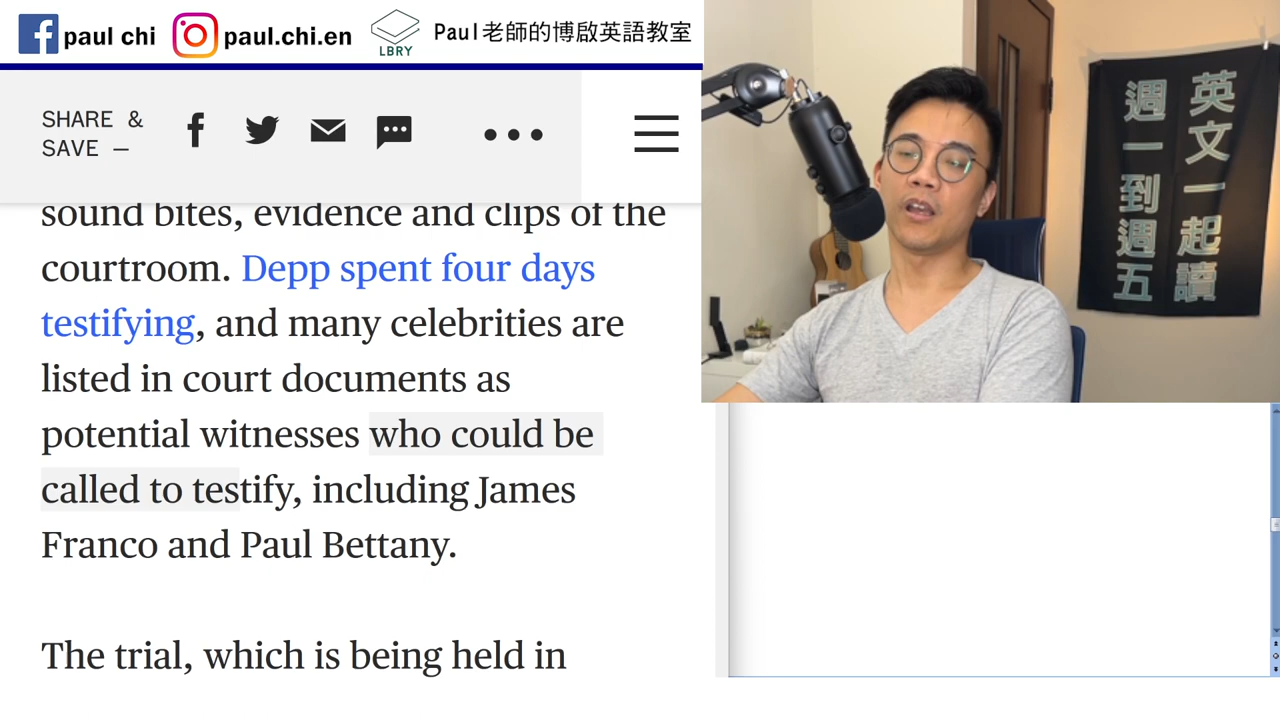 paul chi
paul.chi.en
LBRY
Paul老師的博啟英語教室
SHARE &
SAVE —
sound bites, evidence and clips of the
courtroom. Depp spent four days
testifying, and many celebrities are
listed in court documents as
potential witnesses who could be
called to testify, including James
Franco and Paul Bettany.
The trial, which is being held in
英文一起讀
週一到週五